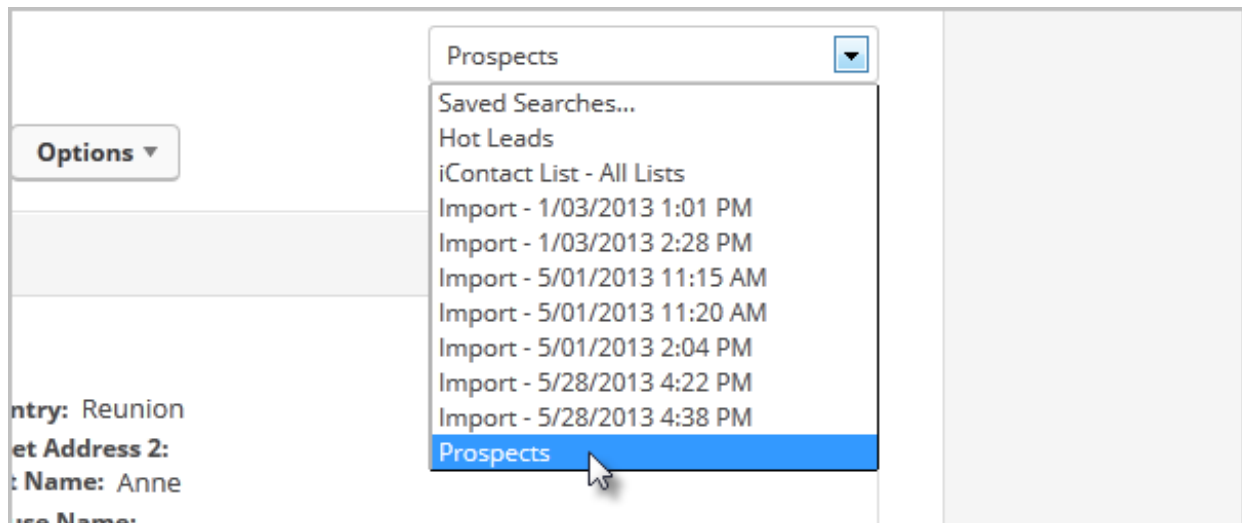 Prospects
Saved Searches...
Hot Leads
Options
iContact List - All Lists
Import - 1/03/2013 1:01 PM
Import - 1/03/2013 2:28 PM
Import - 5/01/2013 11:15 AM
Import - 5/01/2013 11:20 AM
Import - 5/01/2013 2:04 PM
Import - 5/28/2013 4:22 PM
Import - 5/28/2013 4:38 PM
Prospects
ntry: Reunion
et Address 2:
t Name: Anne
use Name: